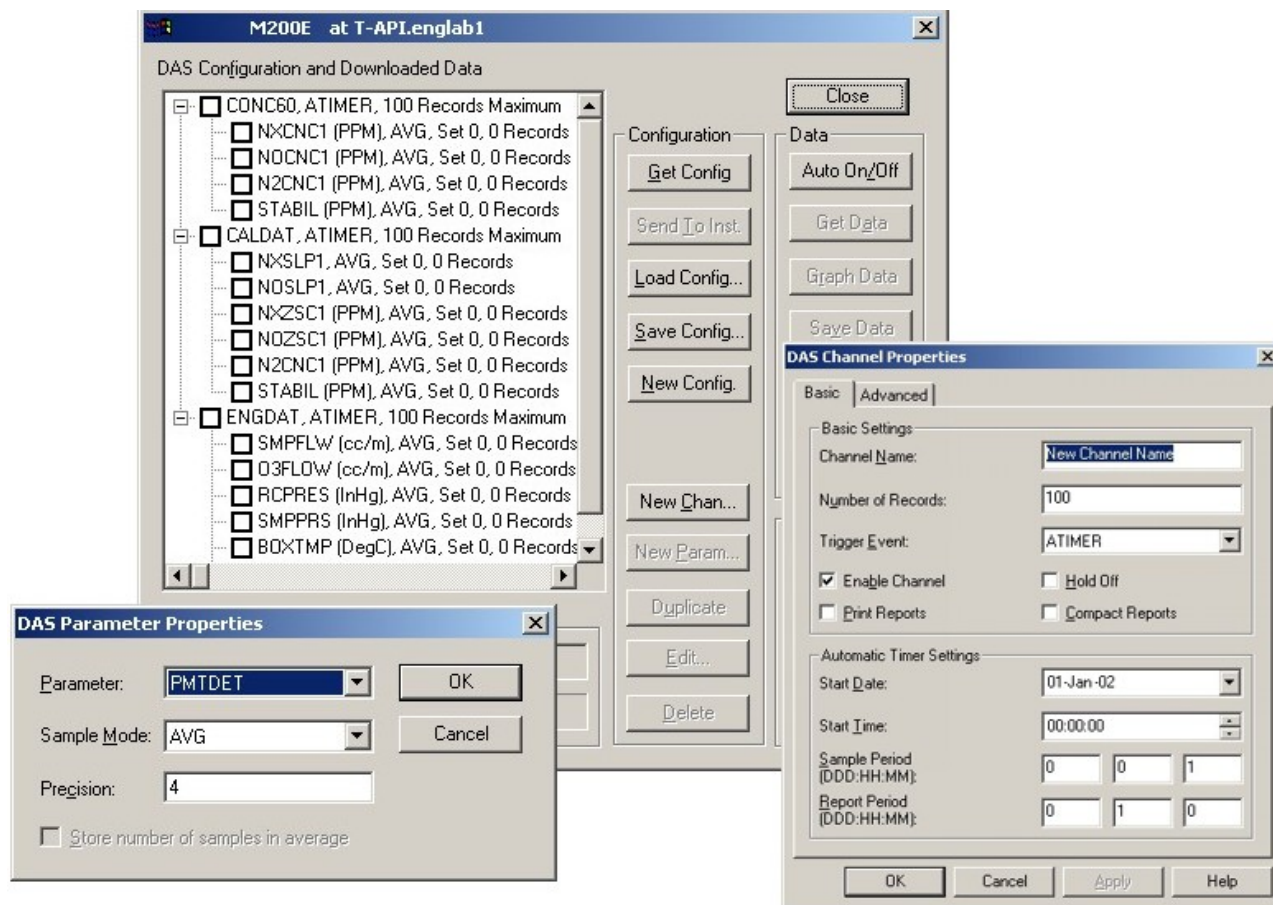 M200E at T-API.englab1
DAS Configuration and Downloaded Data
CONC60, ATIMER, 100 Records Maximum
NXCNC1 (PPM), AVG, Set 0, 0 Records
NOCNC1 (PPM), AVG, Set 0, 0 Records
N2CNC1 (PPM), AVG, Set 0, 0 Records
STABIL (PPM), AVG, Set 0, 0 Records
CALDAT, ATIMER, 100 Records Maximum
NXSLP1, AVG, Set 0, 0 Records
NOSLP1, AVG, Set 0, 0 Records
NXZSC1 (PPM), AVG, Set 0, 0 Records
NOZSC1 (PPM), AVG, Set 0, 0 Records
N2CNC1 (PPM), AVG, Set 0, 0 Records
STABIL (PPM), AVG, Set 0, 0 Records
ENGDAT, ATIMER, 100 Records Maximum
SMPFLW (cc/m), AVG, Set 0, 0 Records
O3FLOW (cc/m), AVG, Set 0, 0 Records
RCPRES (InHg), AVG, Set 0, 0 Records
SMPPRS (InHg), AVG, Set 0, 0 Records
BOXTMP (DegC), AVG, Set 0, 0 Records
Close
Configuration
Get Config
Send To Inst.
Load Config...
Save Config...
New Config.
New Chan...
New Param...
Duplicate
Edit...
Delete
Data
Auto On/Off
Get Data
Graph Data
Save Data
DAS Parameter Properties
Parameter: PMTDET
OK
Sample Mode: AVG
Cancel
Precision: 4
Store number of samples in average
DAS Channel Properties
Basic Advanced
Basic Settings
Channel Name: New Channel Name
Number of Records: 100
Trigger Event: ATIMER
Enable Channel Hold Off
Print Reports Compact Reports
Automatic Timer Settings
Start Date: 01-Jan-02
Start Time: 00:00:00
Sample Period
(DDD:HH:MM): 0 0 1
Report Period
(DDD:HH:MM): 0 1 0
OK Cancel Apply Help